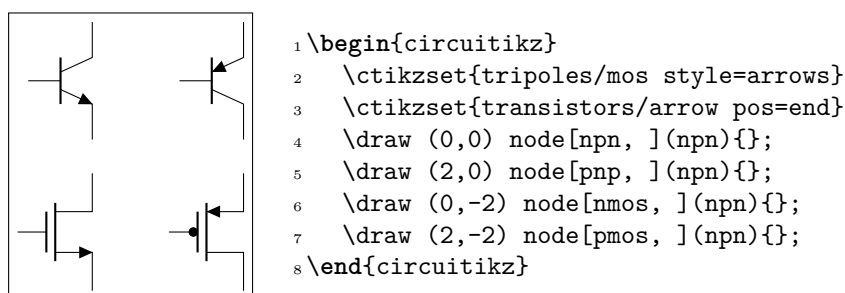 1 \begin{circuitikz}
2 \ctikzset{tripoles/mos style=arrows}
3 \ctikzset{transistors/arrow pos=end}
4 \draw (0,0) node[npn, ](npn){};
5 \draw (2,0) node[pnp, ](npn){};
6 \draw (0,-2) node[nmos, ](npn){};
7 \draw (2,-2) node[pmos, ](npn){};
8 \end{circuitikz}